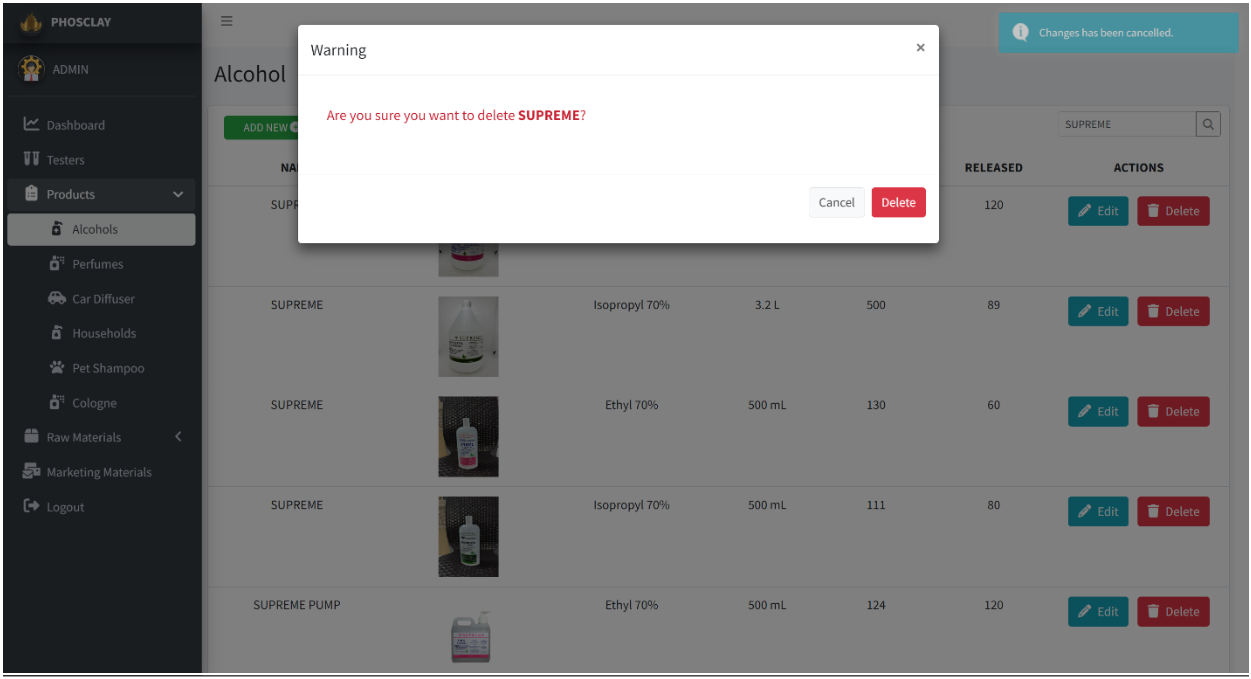 PHOSCLAY
Changes has been cancelled.
Warning
×
ADMIN
Alcohol
Are you sure you want to delete SUPREME?
Dashboard
ADD NEW
SUPREME
Testers
NA
RELEASED
ACTIONS
Products
Cancel
Delete
SUPR
120
Edit
Delete
Alcohols
Perfumes
Car Diffuser
SUPREME
Isopropyl 70%
3.2 L
500
89
Edit
Delete
Households
Pet Shampoo
Cologne
SUPREME
Ethyl 70%
500 mL
130
60
Edit
Delete
Raw Materials
Marketing Materials
Logout
SUPREME
Isopropyl 70%
500 mL
111
80
Edit
Delete
SUPREME PUMP
Ethyl 70%
500 mL
124
120
Edit
Delete